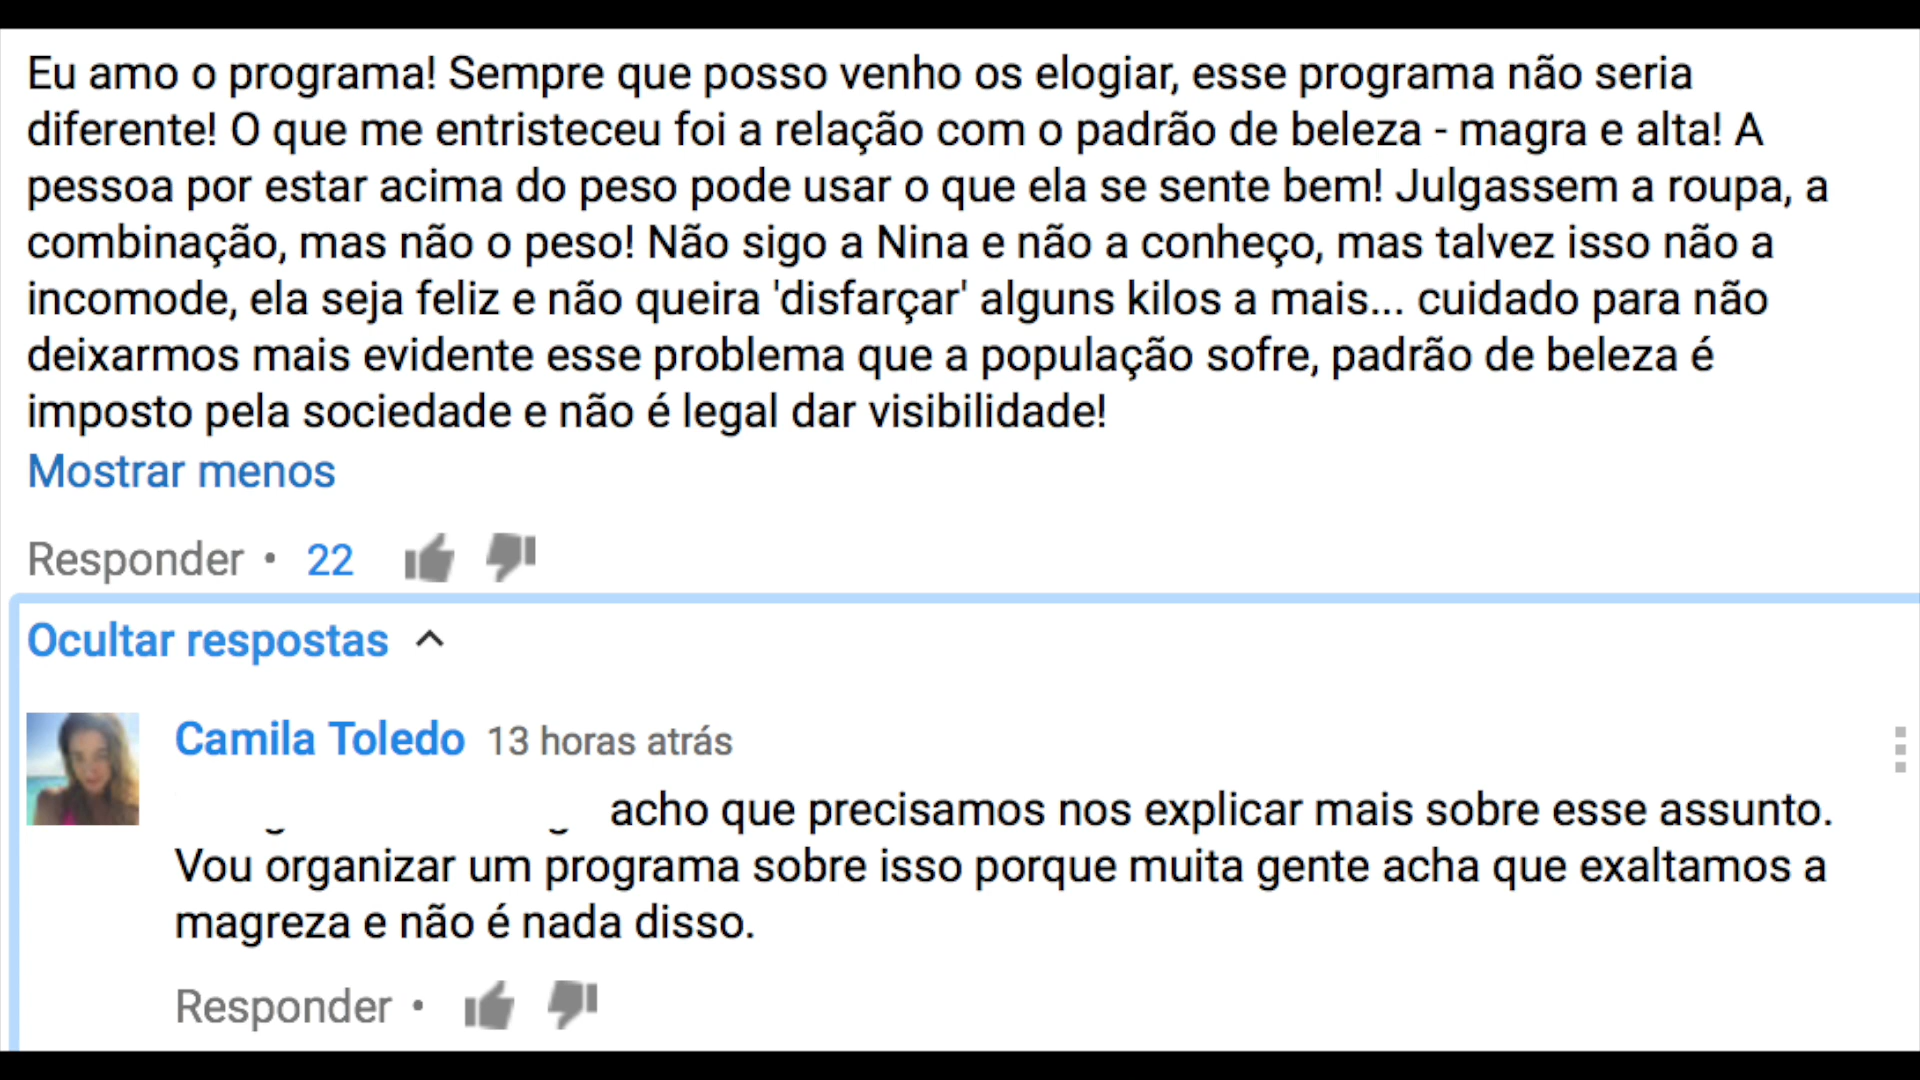 Eu amo o programa! Sempre que posso venho os elogiar, esse programa não seria
diferente! O que me entristeceu foi a relação com o padrão de beleza - magra e alta! A
pessoa por estar acima do peso pode usar o que ela se sente bem! Julgassem a roupa, a
combinação, mas não o peso! Não sigo a Nina e não a conheço, mas talvez isso não a
incomode, ela seja feliz e não queira 'disfarçar' alguns kilos a mais... cuidado para não
deixarmos mais evidente esse problema que a população sofre, padrão de beleza é
imposto pela sociedade e não é legal dar visibilidade!
Mostrar menos
Responder • 22
Ocultar respostas
Camila Toledo 13 horas atrás
acho que precisamos nos explicar mais sobre esse assunto.
Vou organizar um programa sobre isso porque muita gente acha que exaltamos a
magreza e não é nada disso.
Responder •